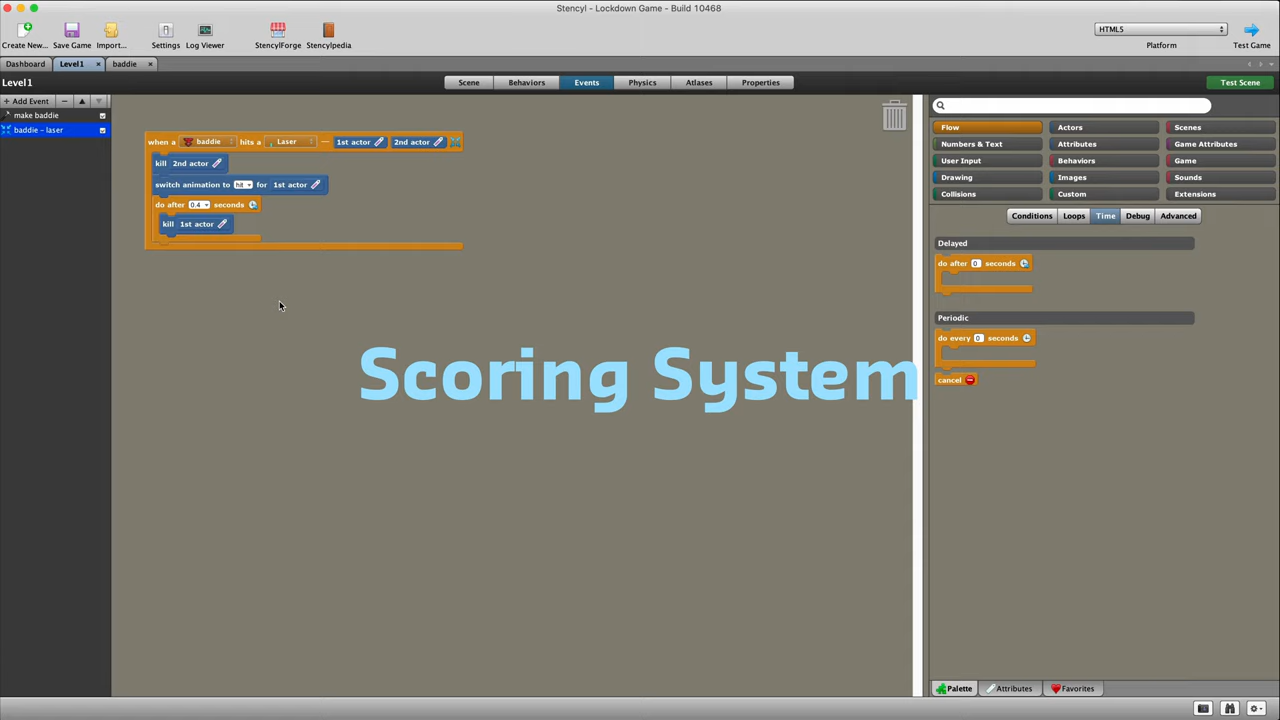 Stencyl - Lockdown Game - Build 10468
Create New... Save Game Import... Settings Log Viewer StencylForge Stencylpedia
HTML5
Platform
Test Game
Dashboard Level1 × baddie ×
Level1
Scene Behaviors Events Physics Atlases Properties
Test Scene
+ Add Event
make baddie
baddie - laser
when a baddie hits a Laser — 1st actor 2nd actor
kill 2nd actor
switch animation to hit for 1st actor
do after 0.4 seconds
kill 1st actor
Scoring System
Flow Actors Scenes
Numbers & Text Attributes Game Attributes
User Input Behaviors Game
Drawing Images Sounds
Collisions Custom Extensions
Conditions Loops Time Debug Advanced
Delayed
do after 0 seconds
Periodic
do every 0 seconds
cancel
Palette Attributes Favorites